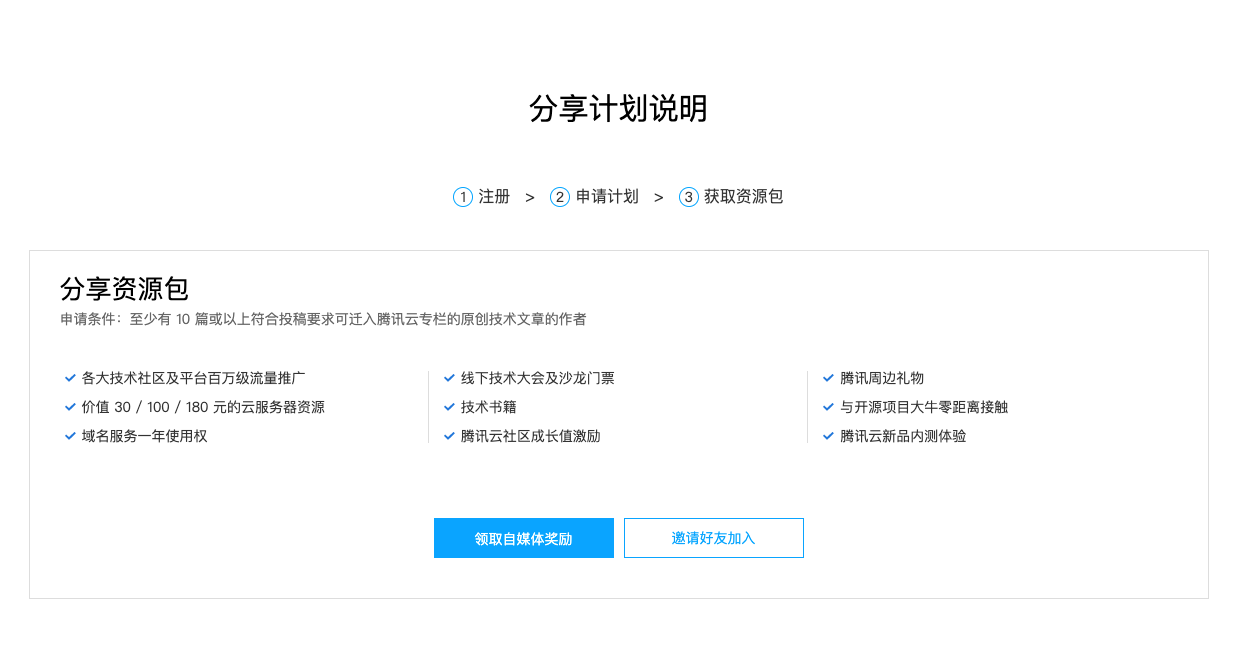 分享计划说明
1 注册 > 2 申请计划 > 3 获取资源包
分享资源包
申请条件：至少有 10 篇或以上符合投稿要求可迁入腾讯云专栏的原创技术文章的作者
各大技术社区及平台百万级流量推广
价值 30 / 100 / 180 元的云服务器资源
域名服务一年使用权
线下技术大会及沙龙门票
技术书籍
腾讯云社区成长值激励
腾讯周边礼物
与开源项目大牛零距离接触
腾讯云新品内测体验
领取自媒体奖励
邀请好友加入